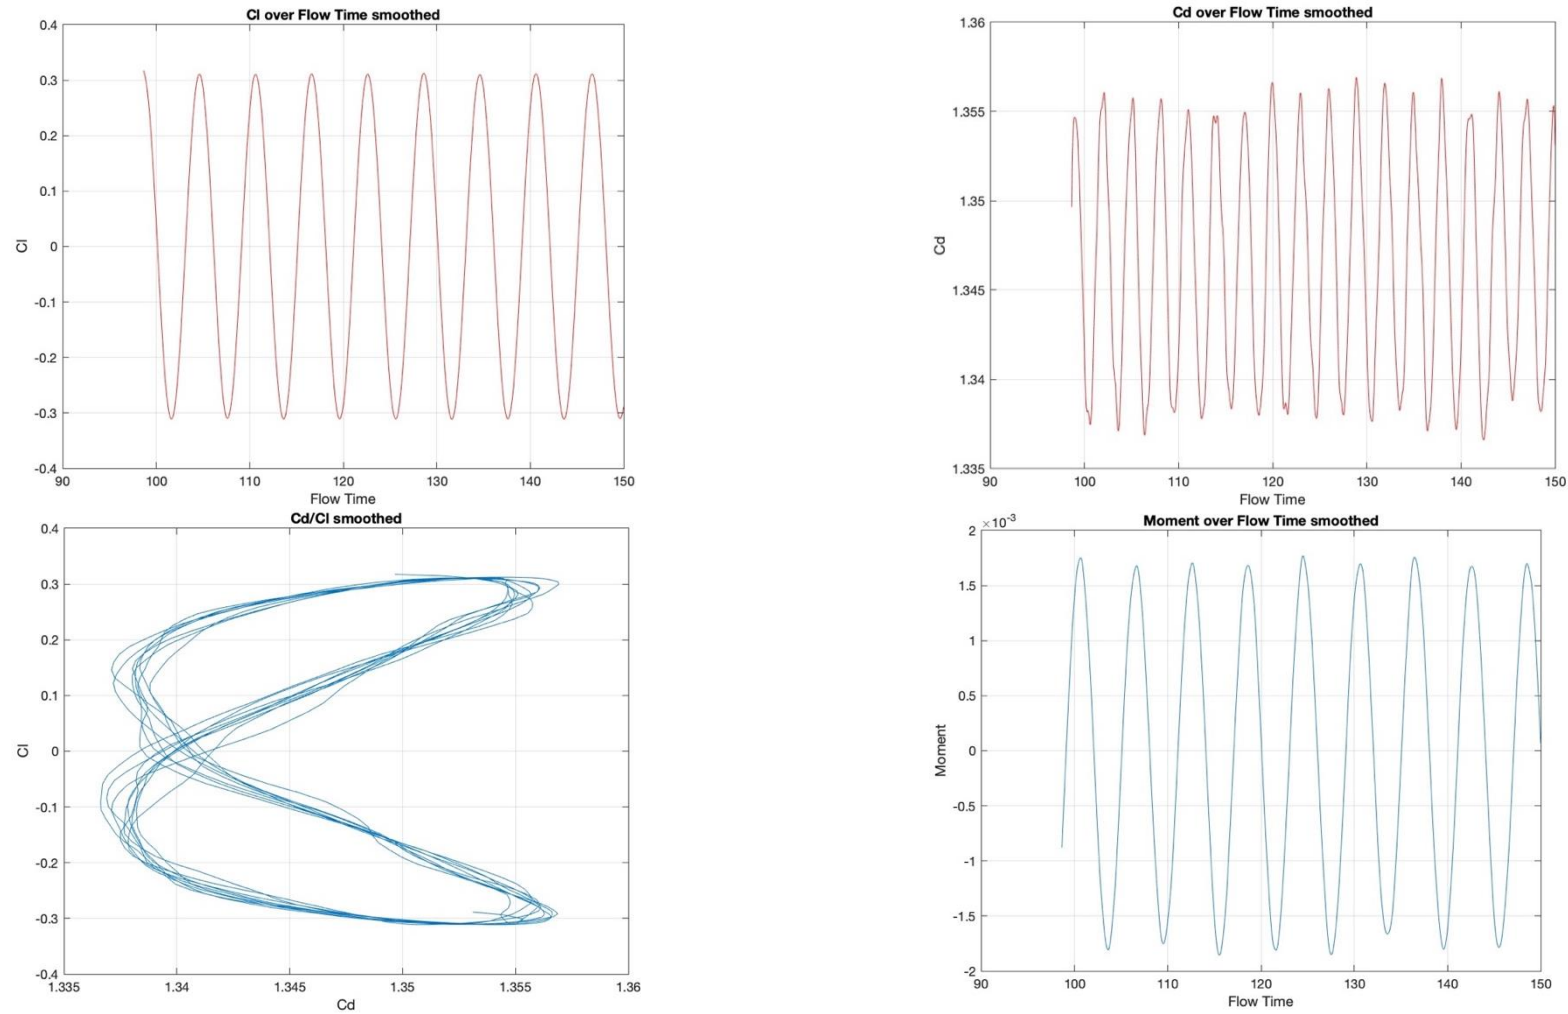 Cl over Flow Time smoothed
0.4
0.3
0.2
0.1
0
-0.1
-0.2
-0.3
-0.4
Cl
90 100 110 120 130 140 150
Flow Time
Cd over Flow Time smoothed
1.36
1.355
1.35
1.345
1.34
1.335
Cd
90 100 110 120 130 140 150
Flow Time
Cd/Cl smoothed
0.4
0.3
0.2
0.1
0
-0.1
-0.2
-0.3
-0.4
Cl
1.335 1.34 1.345 1.35 1.355 1.36
Cd
Moment over Flow Time smoothed
×10⁻³
2
1.5
1
0.5
0
-0.5
-1
-1.5
-2
Moment
90 100 110 120 130 140 150
Flow Time